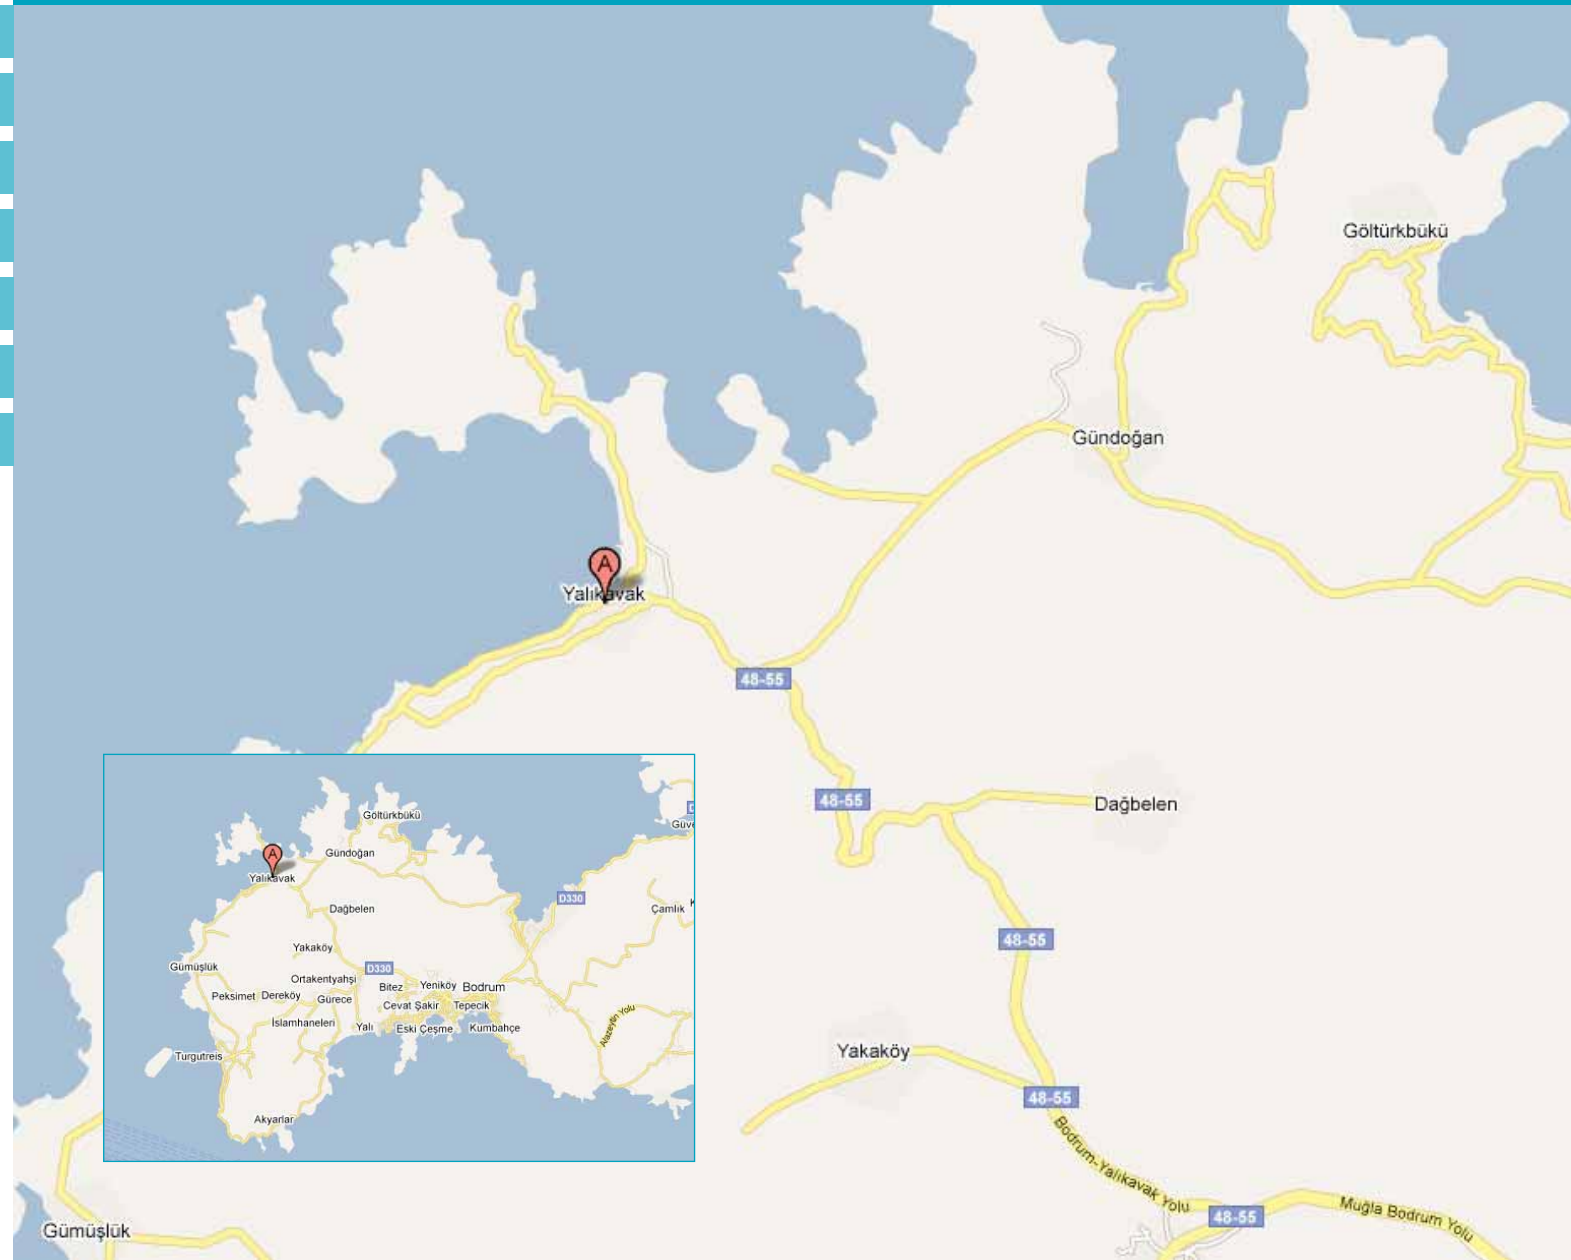 Göltürkbükü
Gündoğan
A
Yalıkavak
48-55
48-55
Dağbelen
48-55
Yakaköy
48-55
Bodrum-Yalıkavak Yolu
48-55
Muğla Bodrum Yolu
Gümüşlük
Göltürkbükü
Gündoğan
A
Yalıkavak
D330
Dağbelen
Çamlık
Yakaköy
Gümüşlük
D330
Ortakentyahşi
Bitez
Yeniköy
Bodrum
Peksimet
Dereköy
Gürece
Cevat Şakir
Tepecik
İslamhaneleri
Yalı
Eski Çeşme
Kumbahçe
Alazeytin Yolu
Turgutreis
Akyarlar